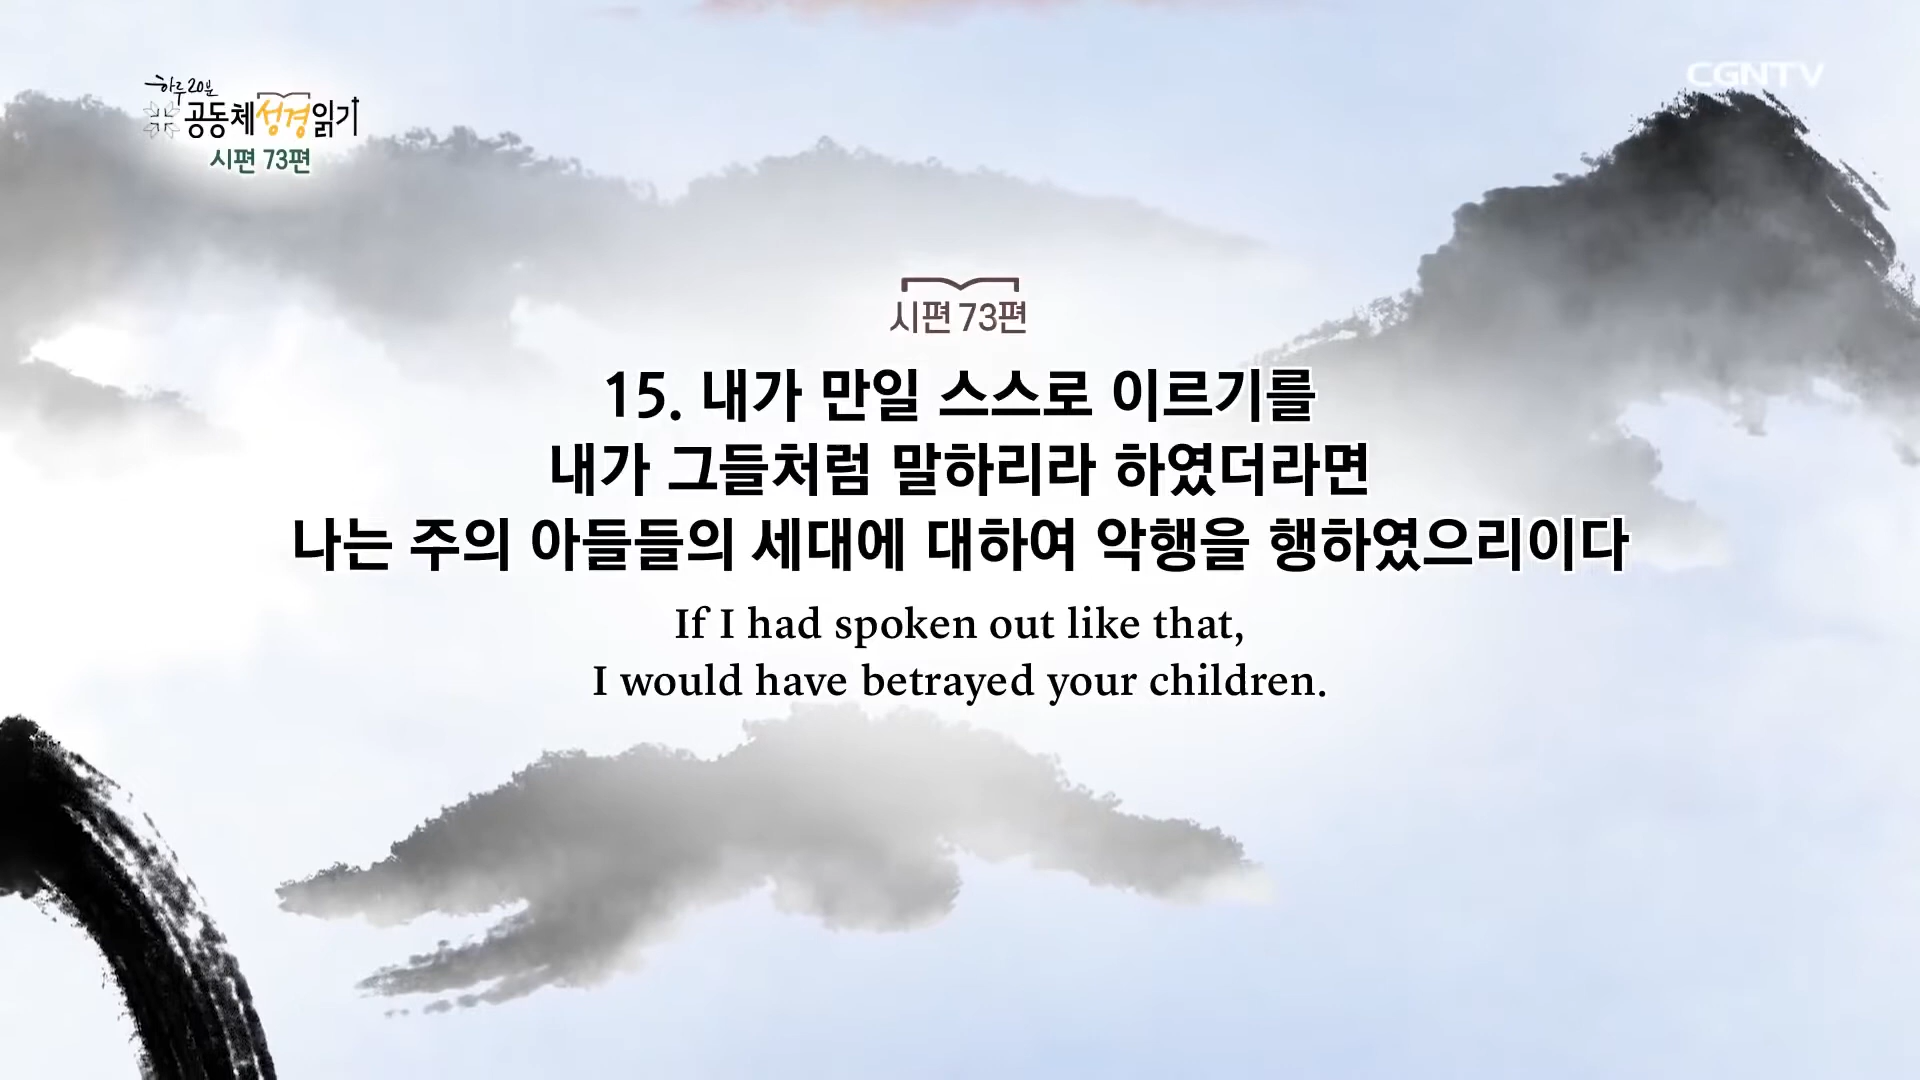 하루 20분
공동체성경읽기
시편 73편
CGNTV
시편 73편
15. 내가 만일 스스로 이르기를
내가 그들처럼 말하리라 하였더라면
나는 주의 아들들의 세대에 대하여 악행을 행하였으리이다
If I had spoken out like that,
I would have betrayed your children.